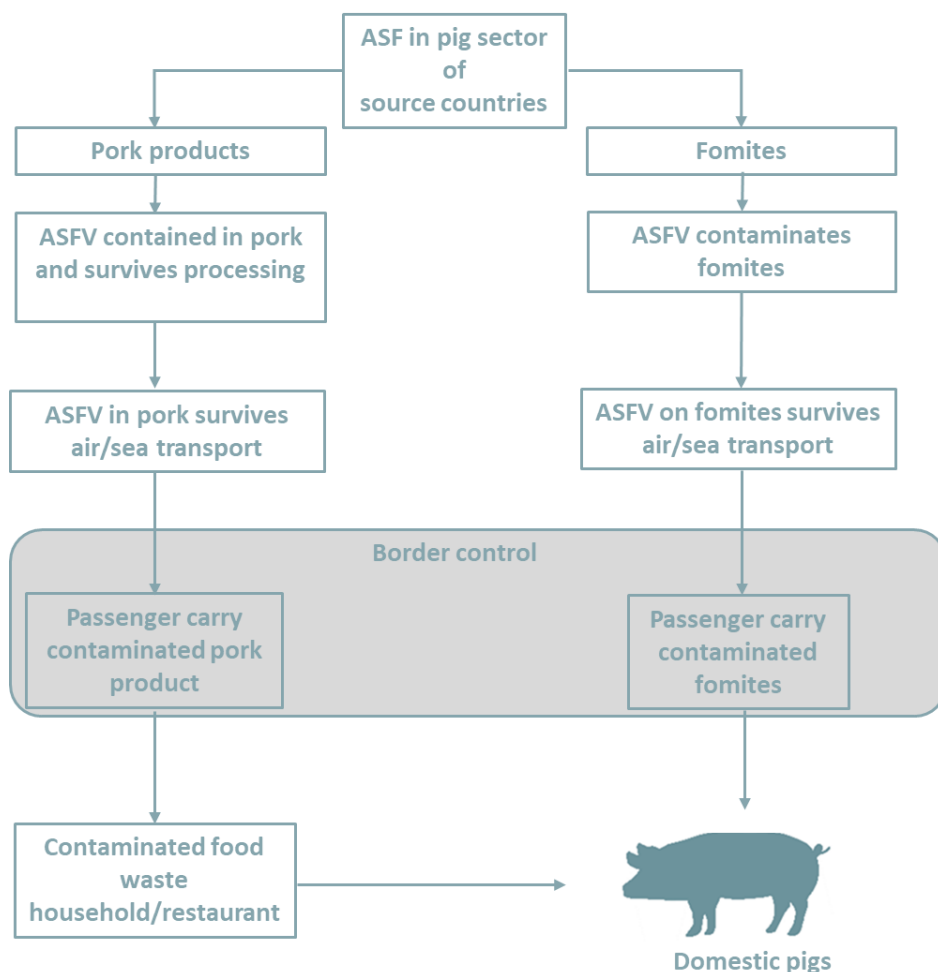 ASF in pig sector
of
source countries
Pork products
Fomites
ASFV contained in pork
and survives processing
ASFV contaminates
fomites
ASFV in pork survives
air/sea transport
ASFV on fomites survives
air/sea transport
Border control
Passenger carry
contaminated pork
product
Passenger carry
contaminated
fomites
Contaminated food
waste
household/restaurant
Domestic pigs